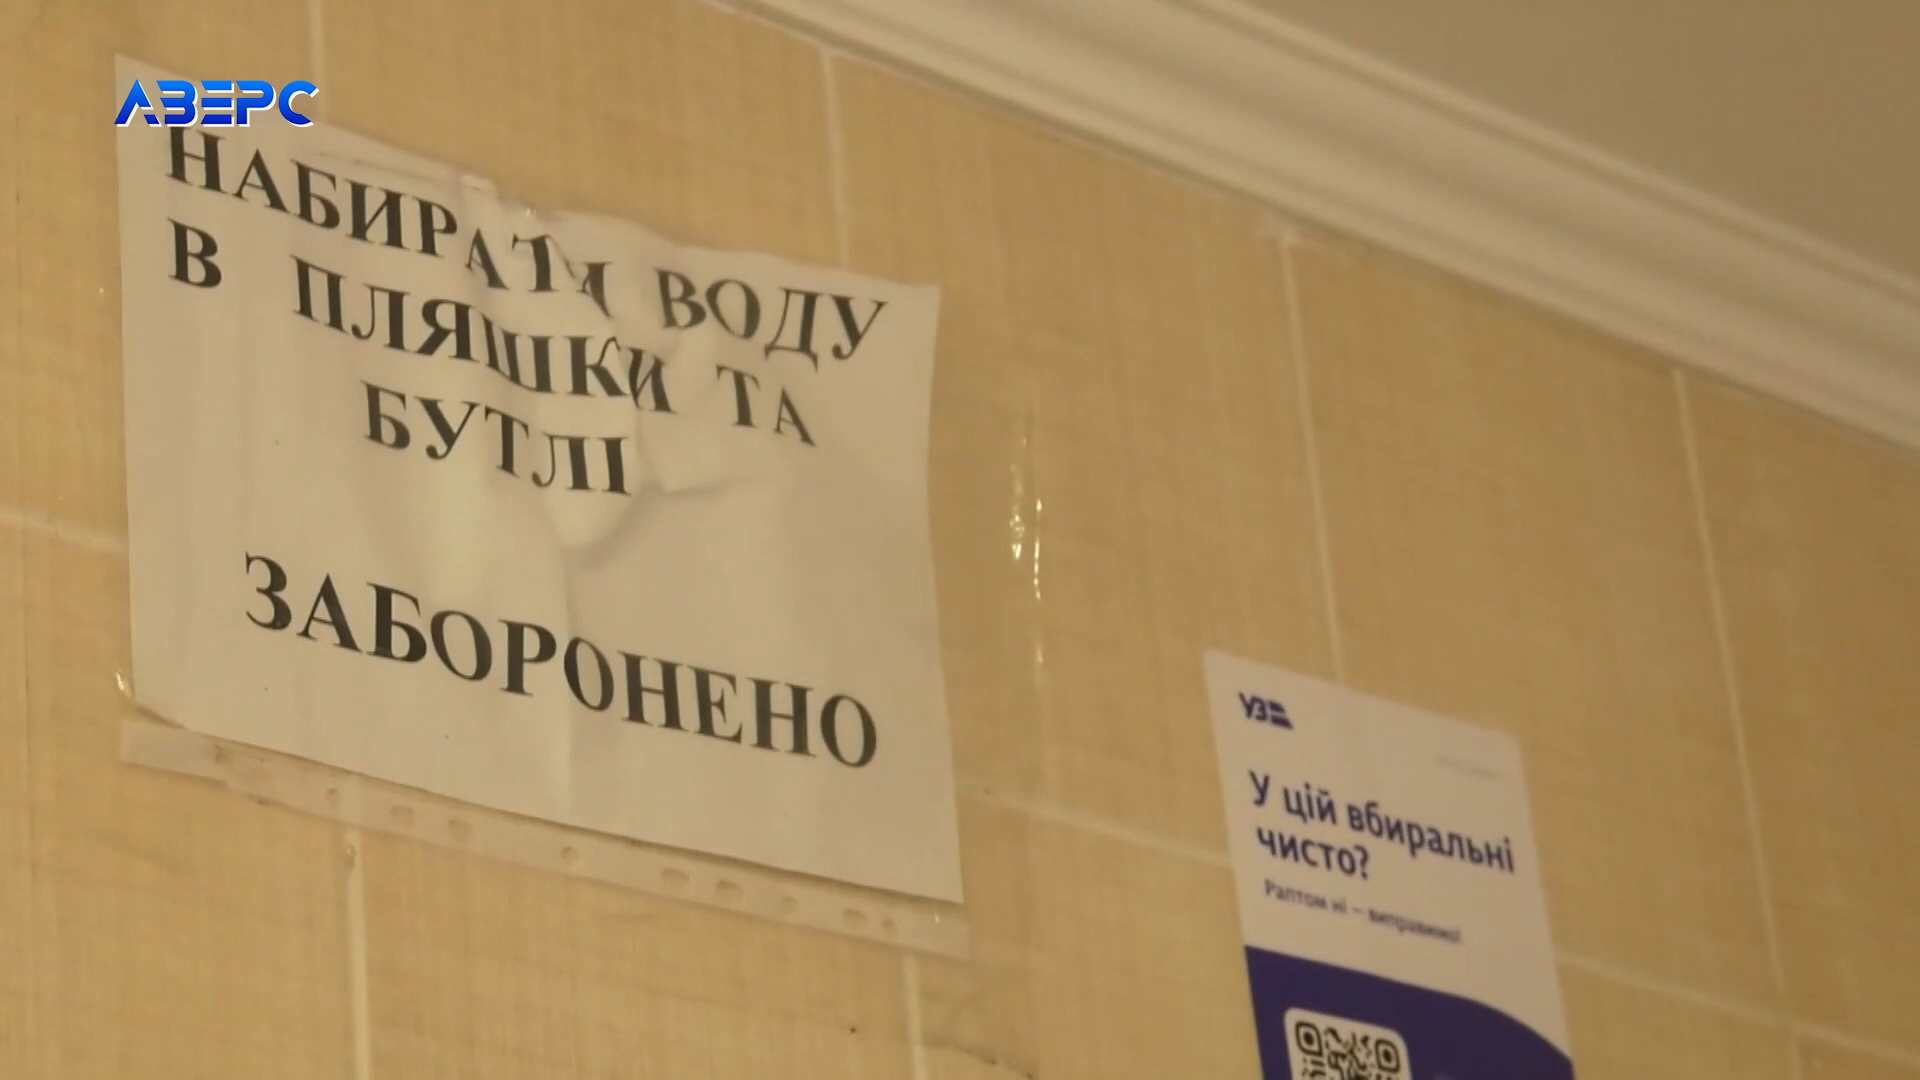 АВЕРС
НАБИРАТИ ВОДУ
В ПЛЯШКИ ТА
БУТЛІ
ЗАБОРОНЕНО
УЗ
У цій вбиральні
чисто?
Раптом ні – виправимо!